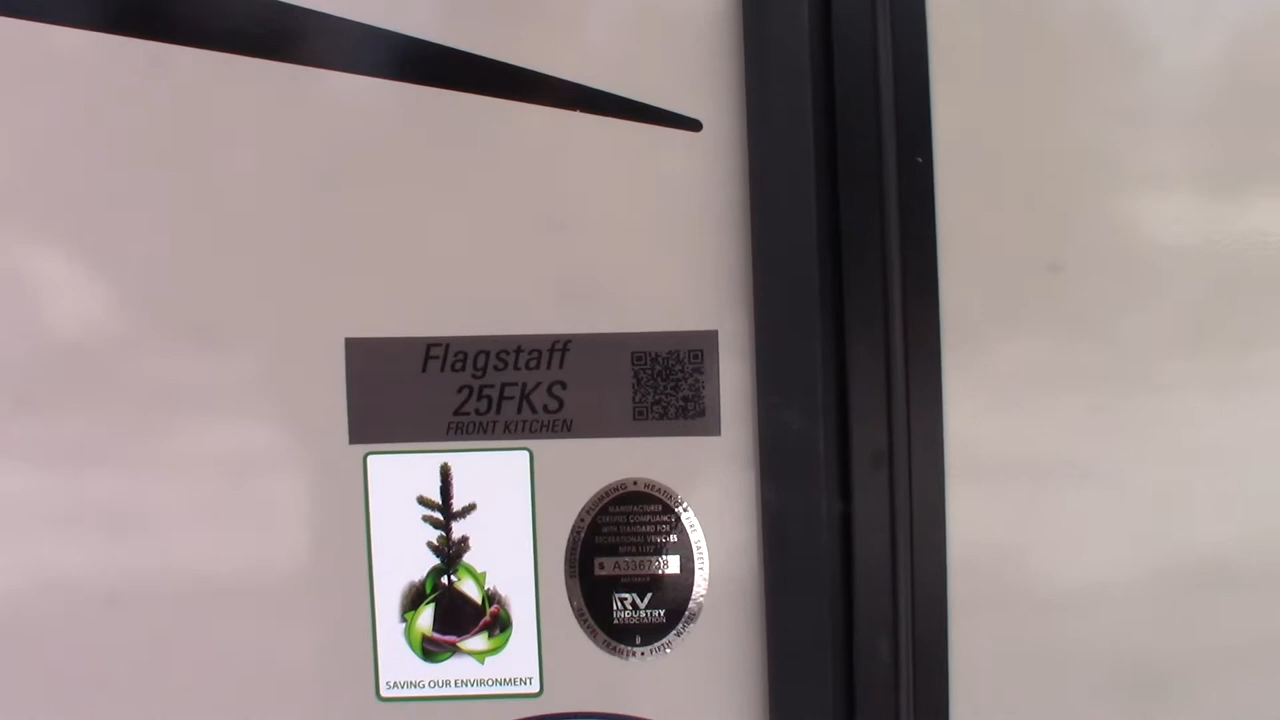 Flagstaff
25FKS
FRONT KITCHEN
SAVING OUR ENVIRONMENT
ELECTRICAL • PLUMBING • HEATING
FIRE SAFETY
MANUFACTURER
CERTIFIES COMPLIANCE
WITH STANDARD FOR
RECREATIONAL VEHICLES
NFPA 1192
RV
INDUSTRY
ASSOCIATION
TRAVEL TRAILER • FIFTH WHEEL